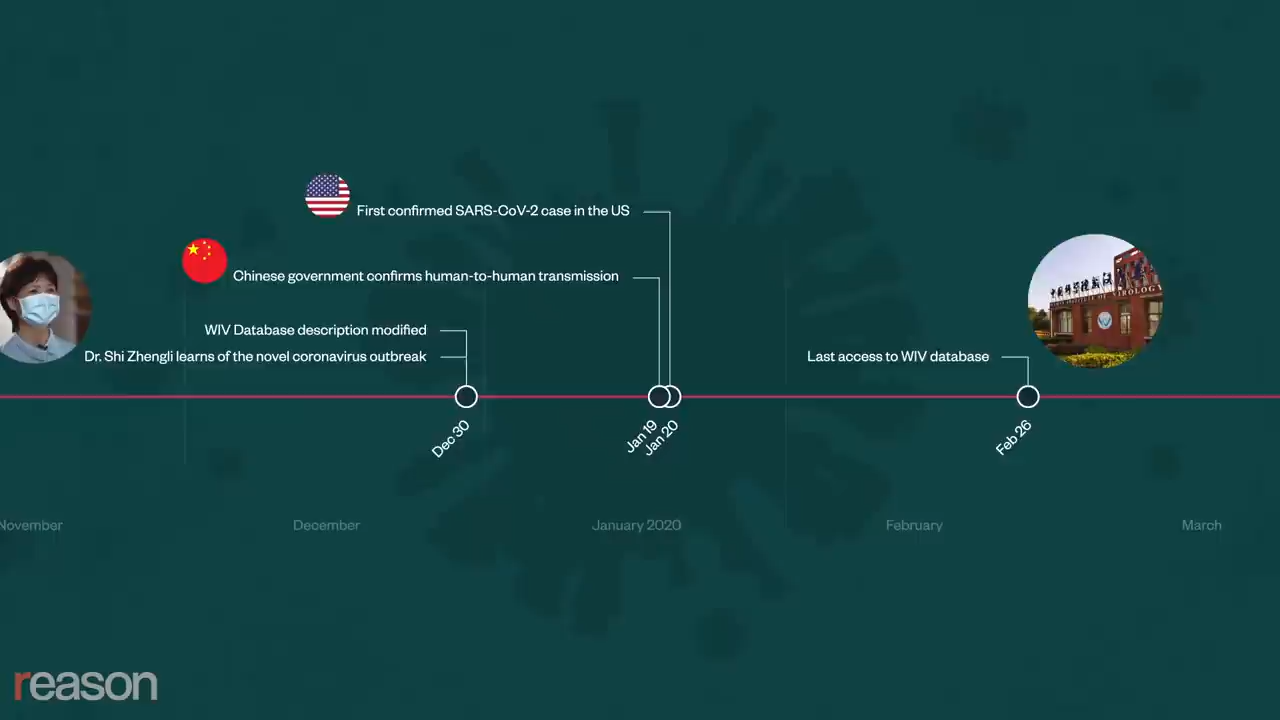 First confirmed SARS-CoV-2 case in the US
Chinese government confirms human-to-human transmission
WIV Database description modified
Dr. Shi Zhengli learns of the novel coronavirus outbreak
Last access to WIV database
Dec 30
Jan 19
Jan 20
Feb 26
November
December
January 2020
February
March
reason